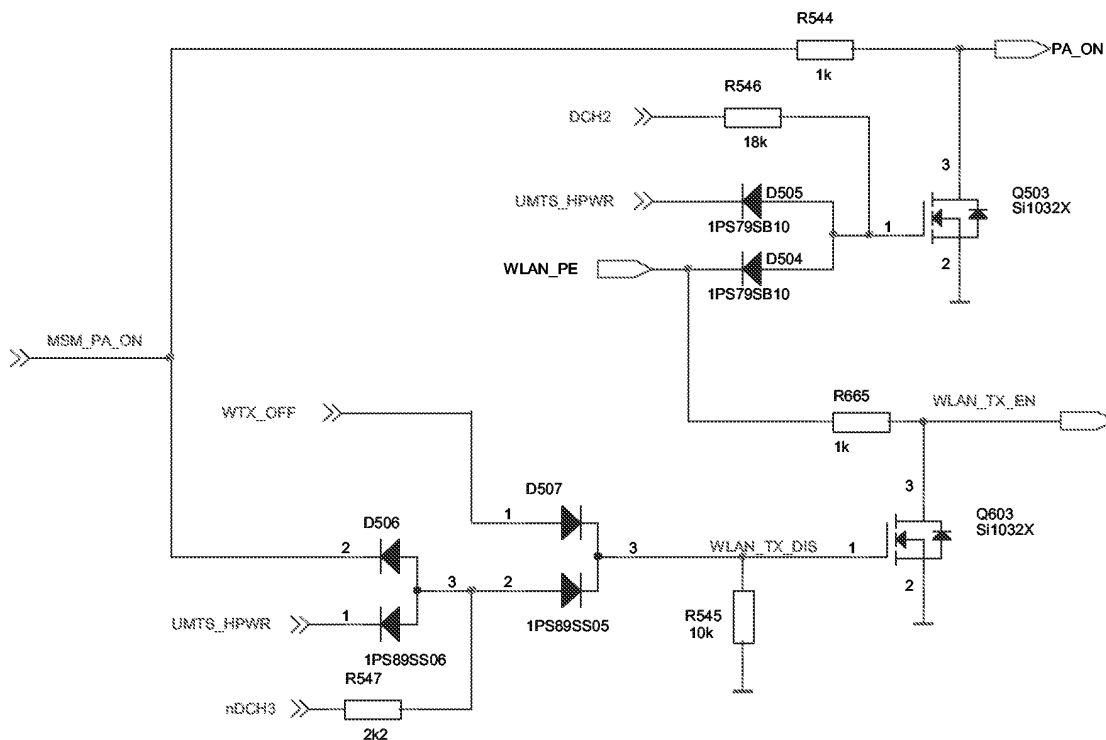 R544
PA_ON
1k
R546
DCH2
18k
3
Q503
Si1032X
D505
UMTS_HPWR
1PS79SB10
1
D504
WLAN_PE
2
1PS79SB10
MSM_PA_ON
R665
WLAN_TX_EN
WTX_OFF
1k
3
D507
Q603
Si1032X
D506
1
2
3
WLAN_TX_DIS
1
3
2
2
R545
10k
UMTS_HPWR
1
1PS89SS05
1PS89SS06
R547
nDCH3
2k2